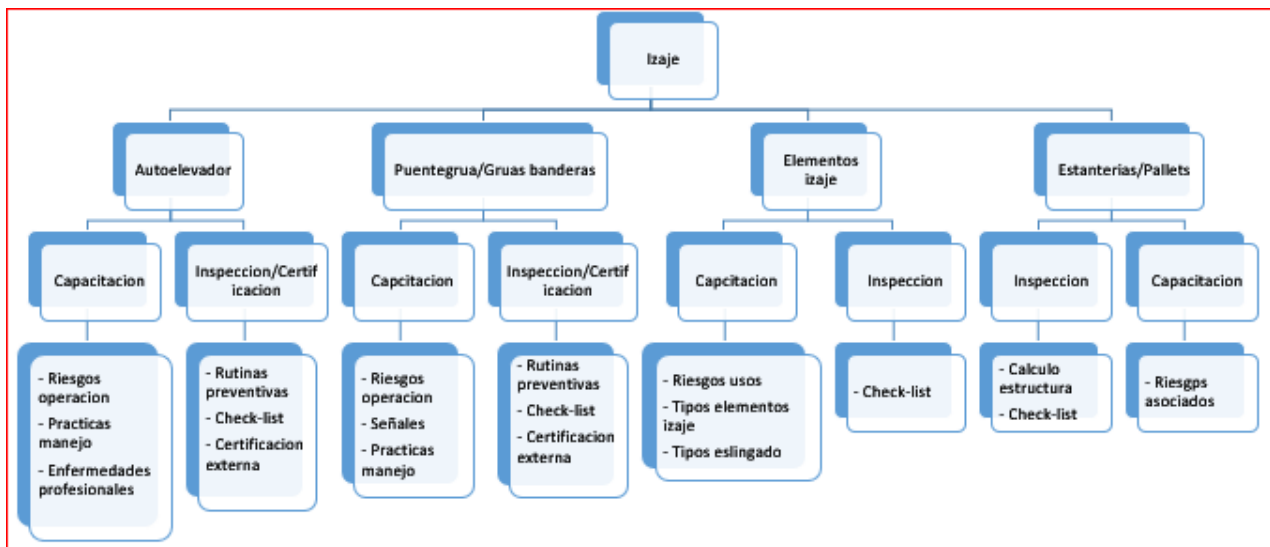 Izaje
Autoelevador
Puentegrua/Gruas banderas
Elementos
izaje
Estanterías/Pallets
Capacitacion
Inspeccion/Certif
icacion
Capcitacion
Inspeccion/Certif
icacion
Capcitacion
Inspeccion
Inspeccion
Capacitacion
- Riesgos
operacion
- Practicas
manejo
- Enfermedades
profesionales
- Rutinas
preventivas
- Check-list
- Certificacion
externa
- Riesgos
operacion
- Señales
- Practicas
manejo
- Rutinas
preventivas
- Check-list
- Certificacion
externa
- Riesgos usos
- Tipos elementos
izaje
- Tipos eslingado
- Check-list
- Calculo
estructura
- Check-list
- Riesgps
asociados